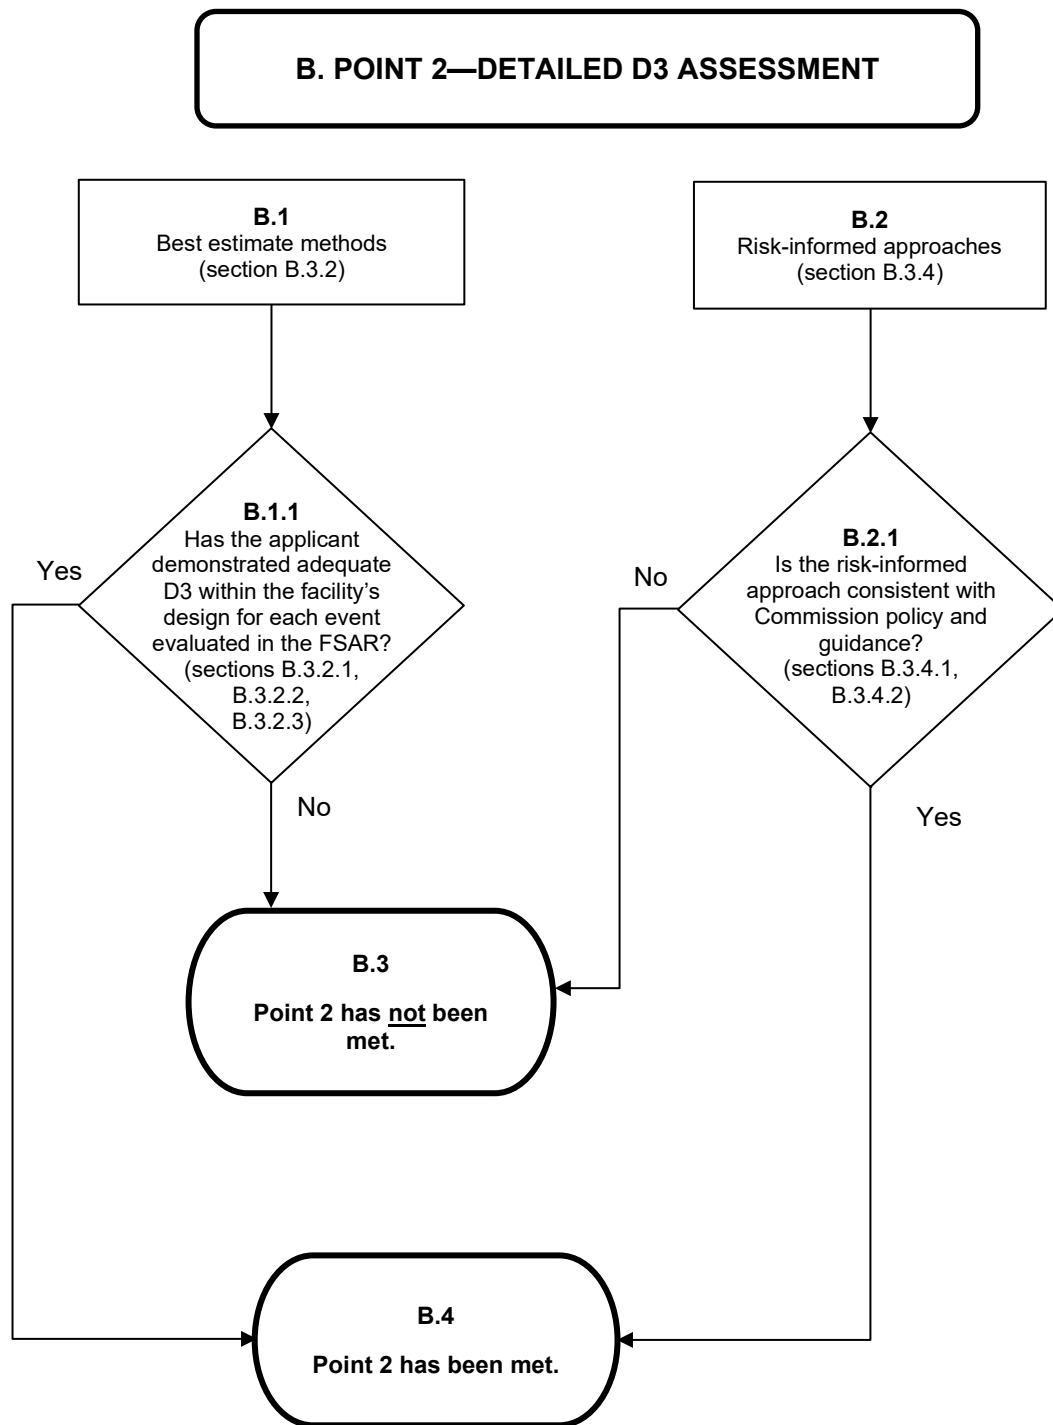 B. POINT 2—DETAILED D3 ASSESSMENT
B.1
Best estimate methods
(section B.3.2)
B.2
Risk-informed approaches
(section B.3.4)
B.1.1
Has the applicant
demonstrated adequate
D3 within the facility's
design for each event
evaluated in the FSAR?
(sections B.3.2.1,
B.3.2.2,
B.3.2.3)
Yes
No
B.2.1
Is the risk-informed
approach consistent with
Commission policy and
guidance?
(sections B.3.4.1,
B.3.4.2)
No
Yes
B.3
Point 2 has not been
met.
B.4
Point 2 has been met.